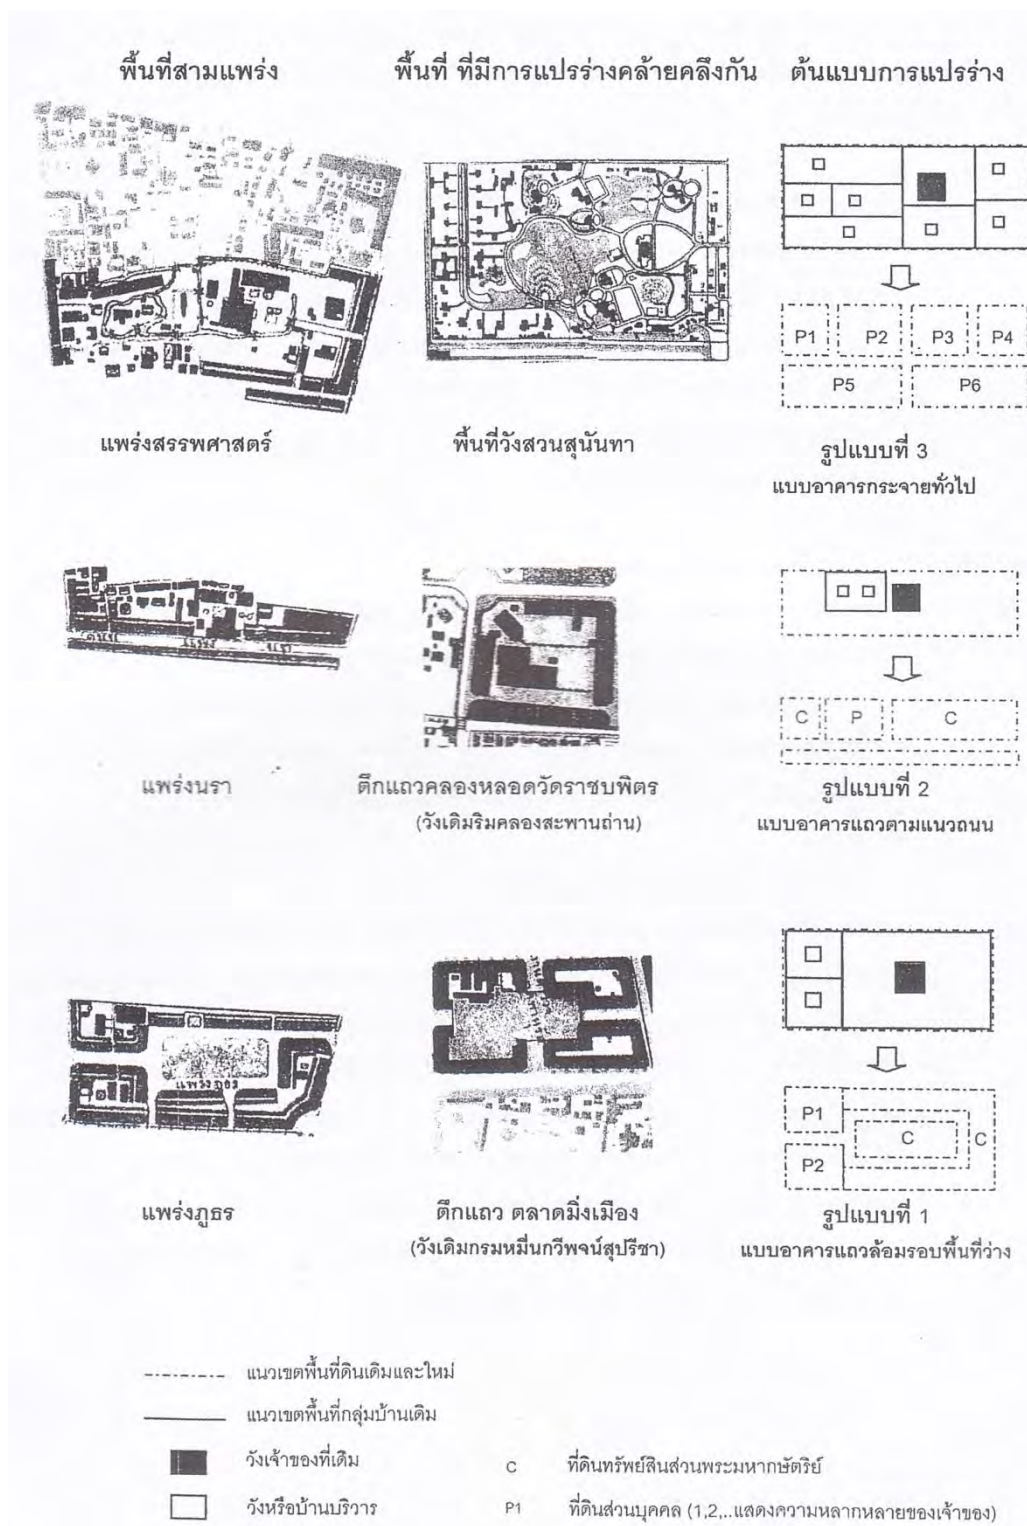 พื้นที่สามแพร่ง
พื้นที่ ที่มีการแปรร่างคล้ายคลึงกัน
ต้นแบบการแปรร่าง
P1 P2 P3 P4
P5 P6
แพร่งสรรพศาสตร์
พื้นที่วังสวนสุนันทา
รูปแบบที่ 3
แบบอาคารกระจายทั่วไป
C P C
แพร่งนรา
ตึกแถวคลองหลอดวัดราชบพิตร
(วังเดิมริมคลองสะพานถ่าน)
รูปแบบที่ 2
แบบอาคารแถวตามแนวถนน
แพร่งภูธร
P1
C C
P2
แพร่งภูธร
ตึกแถว ตลาดมิ่งเมือง
(วังเดิมกรมหมื่นกวีพจน์สุปรีชา)
รูปแบบที่ 1
แบบอาคารแถวล้อมรอบพื้นที่ว่าง
แนวเขตพื้นที่ดินเดิมและใหม่
แนวเขตพื้นที่กลุ่มบ้านเดิม
วังเจ้าของที่เดิม
C ที่ดินทรัพย์สินส่วนพระมหากษัตริย์
วังหรือบ้านบริวาร
P1 ที่ดินส่วนบุคคล (1,2,..แสดงความหลากหลายของเจ้าของ)